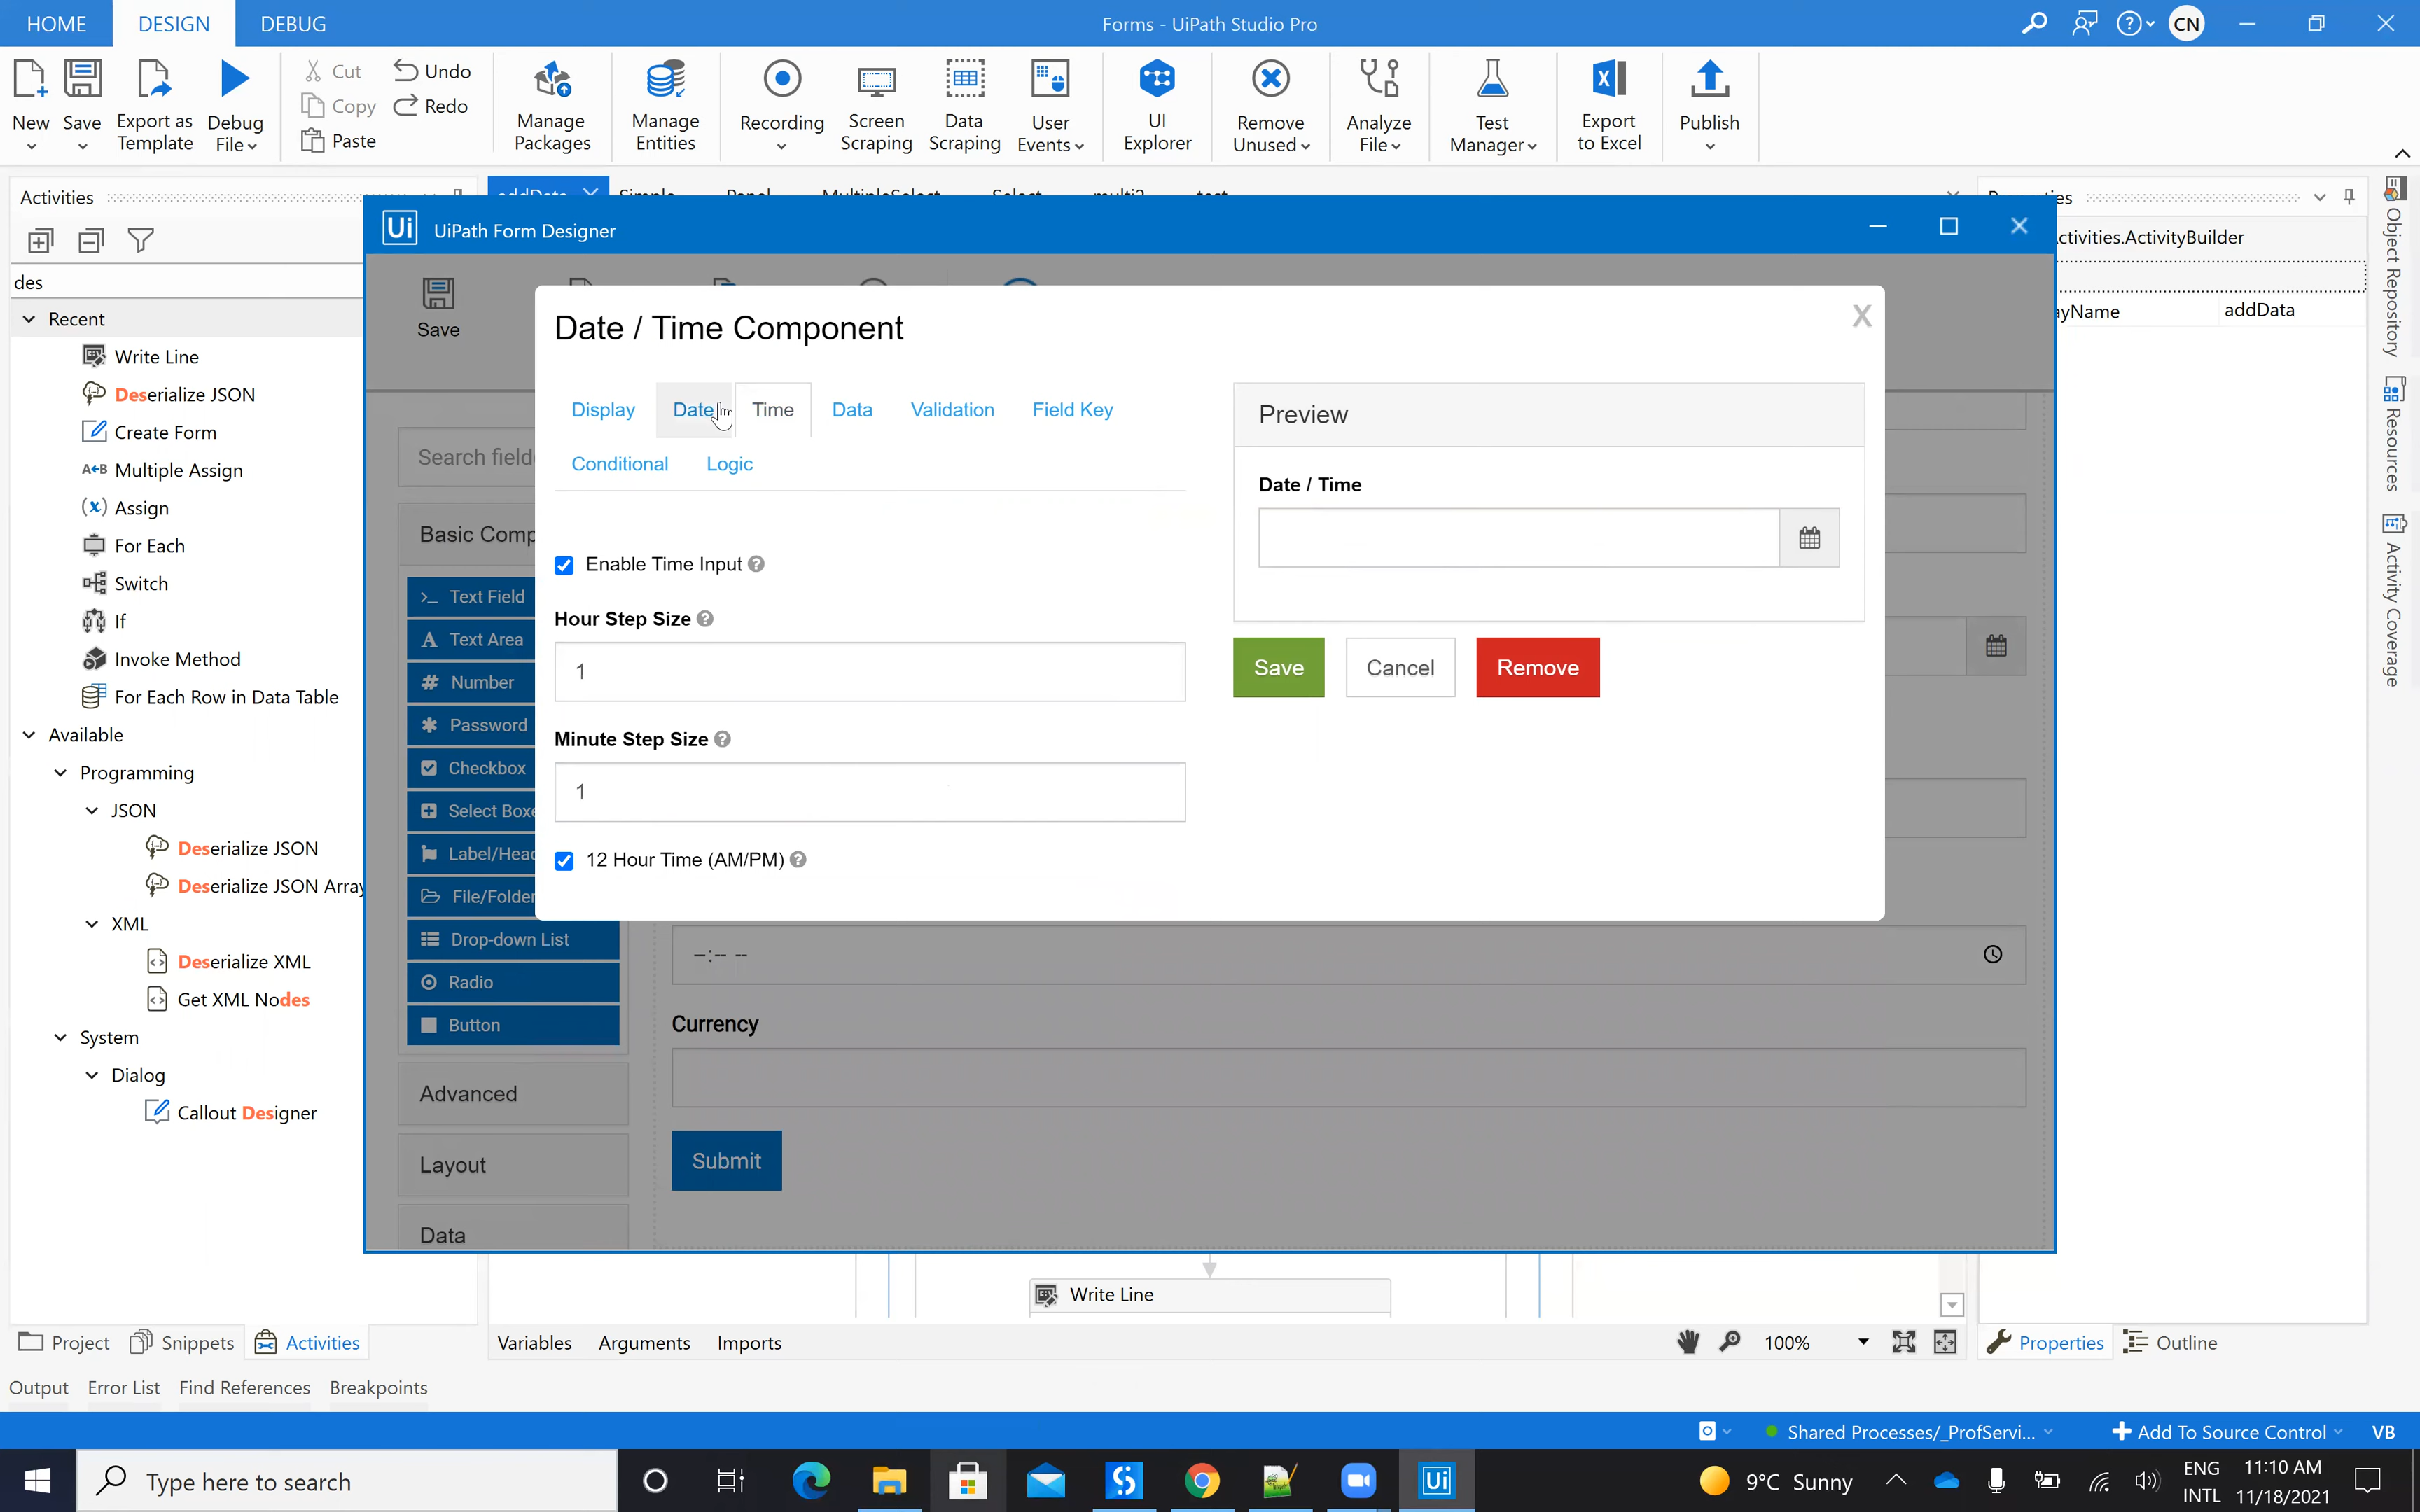 HOME DESIGN DEBUG Forms - UiPath Studio Pro CN
New Save Export as Template Debug File
Cut Undo
Copy Redo
Paste
Manage Packages
Manage Entities
Recording
Screen Scraping
Data Scraping
User Events
UI Explorer
Remove Unused
Analyze File
Test Manager
Export to Excel
Publish
Activities
des
Recent
Write Line
Deserialize JSON
Create Form
A B Multiple Assign
(x) Assign
For Each
Switch
If
Invoke Method
For Each Row in Data Table
Available
Programming
JSON
Deserialize JSON
Deserialize JSON Array
XML
Deserialize XML
Get XML Nodes
System
Dialog
Callout Designer
addData Simple Panel MultipleSelect Select multi2 test
Ui UiPath Form Designer
Save
Search field
Basic Comp
Text Field
Text Area
Number
Password
Checkbox
Select Boxe
Label/Head
File/Folder
Drop-down List
Radio
Button
Advanced
Layout
Data
Date / Time Component X
Display Date Time Data Validation Field Key
Conditional Logic
Enable Time Input
Hour Step Size
1
Minute Step Size
1
12 Hour Time (AM/PM)
Preview
Date / Time
Save Cancel Remove
--:-- --
Currency
Submit
Write Line
.ctivities.ActivityBuilder
ayName addData
Object Repository
Resources
Activity Coverage
Project Snippets Activities
Variables Arguments Imports 100%
Properties Outline
Output Error List Find References Breakpoints
Shared Processes/_ProfServi... Add To Source Control VB
Type here to search
Ui
9°C Sunny
ENG INTL
11:10 AM
11/18/2021